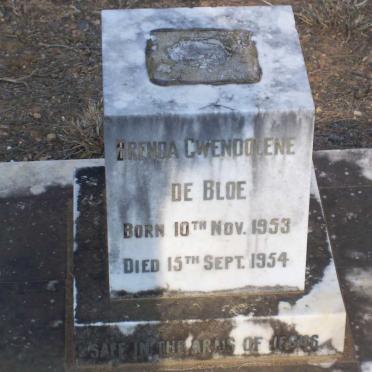 BRENDA GWENDOLENE
DE BLOE
BORN 10TH NOV. 1953
DIED 15TH SEPT. 1954
SAFE IN THE ARMS OF JESUS